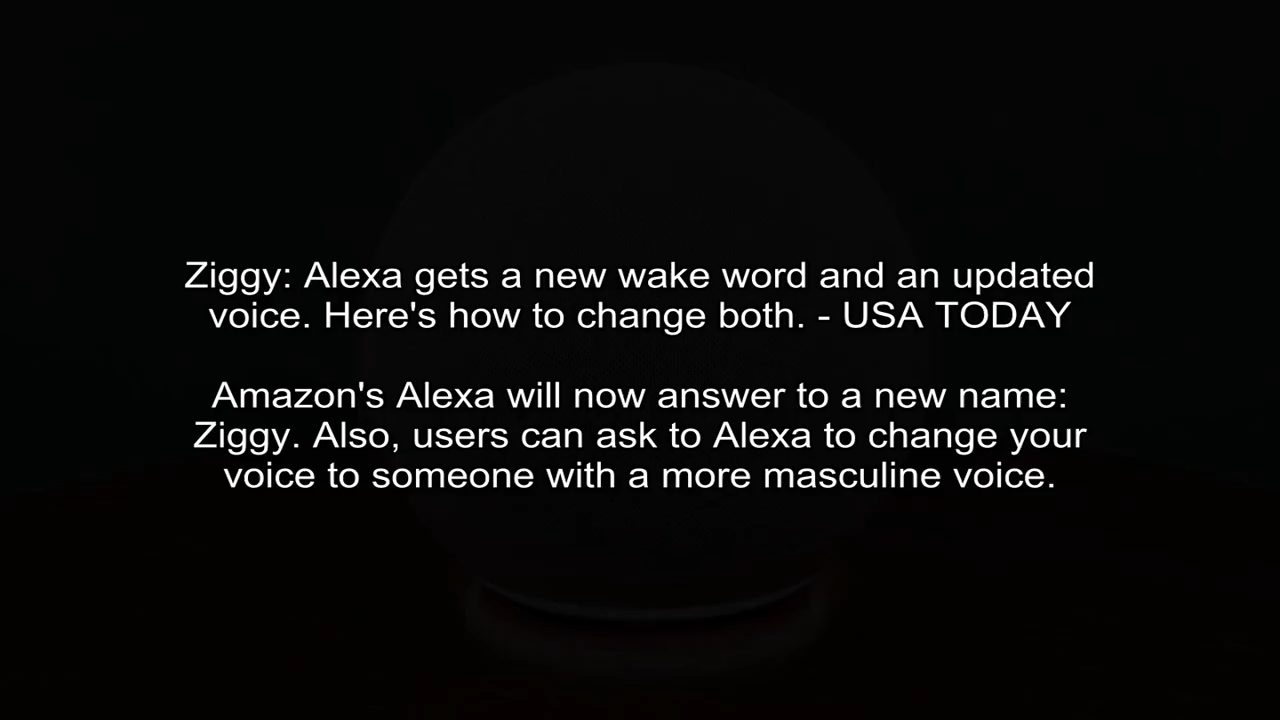 Ziggy: Alexa gets a new wake word and an updated
voice. Here's how to change both. - USA TODAY
Amazon's Alexa will now answer to a new name:
Ziggy. Also, users can ask to Alexa to change your
voice to someone with a more masculine voice.